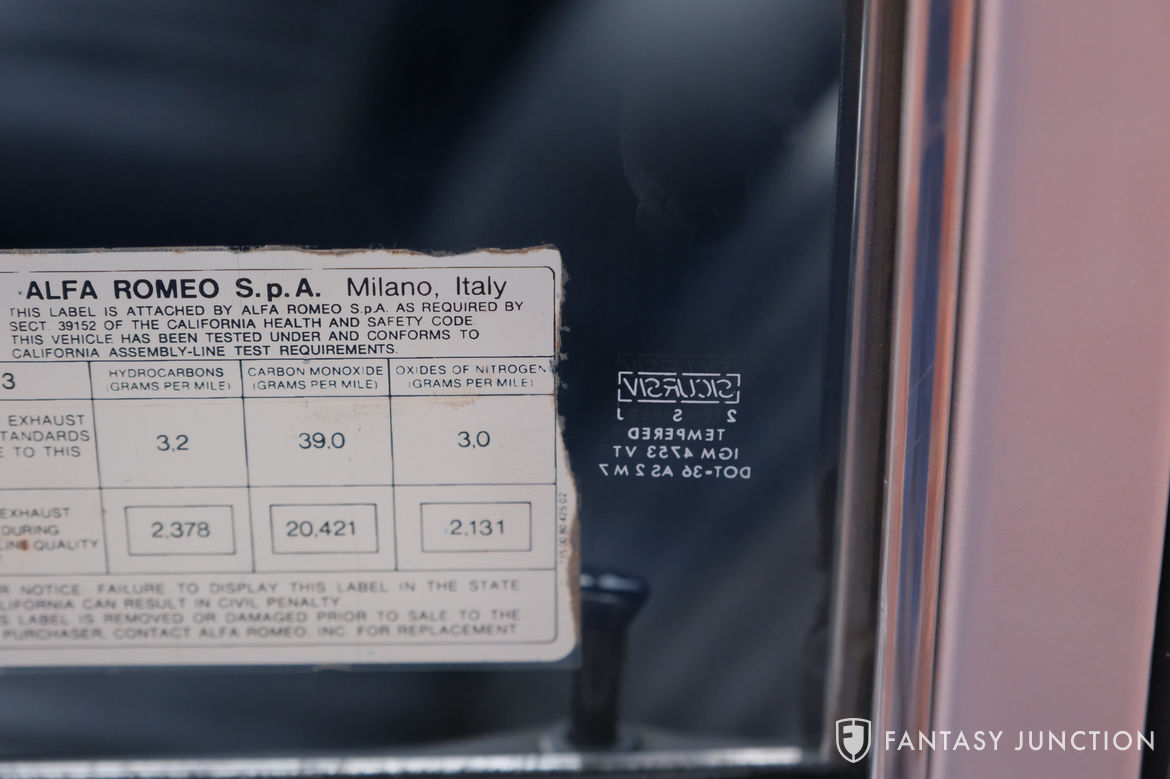 ALFA ROMEO S.p.A. Milano, Italy
THIS LABEL IS ATTACHED BY ALFA ROMEO S.p.A. AS REQUIRED BY
SECT. 39152 OF THE CALIFORNIA HEALTH AND SAFETY CODE
THIS VEHICLE HAS BEEN TESTED UNDER AND CONFORMS TO
CALIFORNIA ASSEMBLY-LINE TEST REQUIREMENTS.
3
HYDROCARBONS
(GRAMS PER MILE)
CARBON MONOXIDE
(GRAMS PER MILE)
OXIDES OF NITROGEN
(GRAMS PER MILE)
EXHAUST
TANDARDS
TO THIS
3,2
39.0
3,0
EXHAUST
DURING
LINE QUALITY
2,378
20,421
2,131
R NOTICE. FAILURE TO DISPLAY THIS LABEL IN THE STATE
LIFORNIA CAN RESULT IN CIVIL PENALTY
S LABEL IS REMOVED OR DAMAGED PRIOR TO SALE TO THE
PURCHASER, CONTACT ALFA ROMEO, INC. FOR REPLACEMENT
SICURSIV
2 S J
TEMPERED
IGM 4753 VT
DOT-36 AS 2 M 7
FANTASY JUNCTION